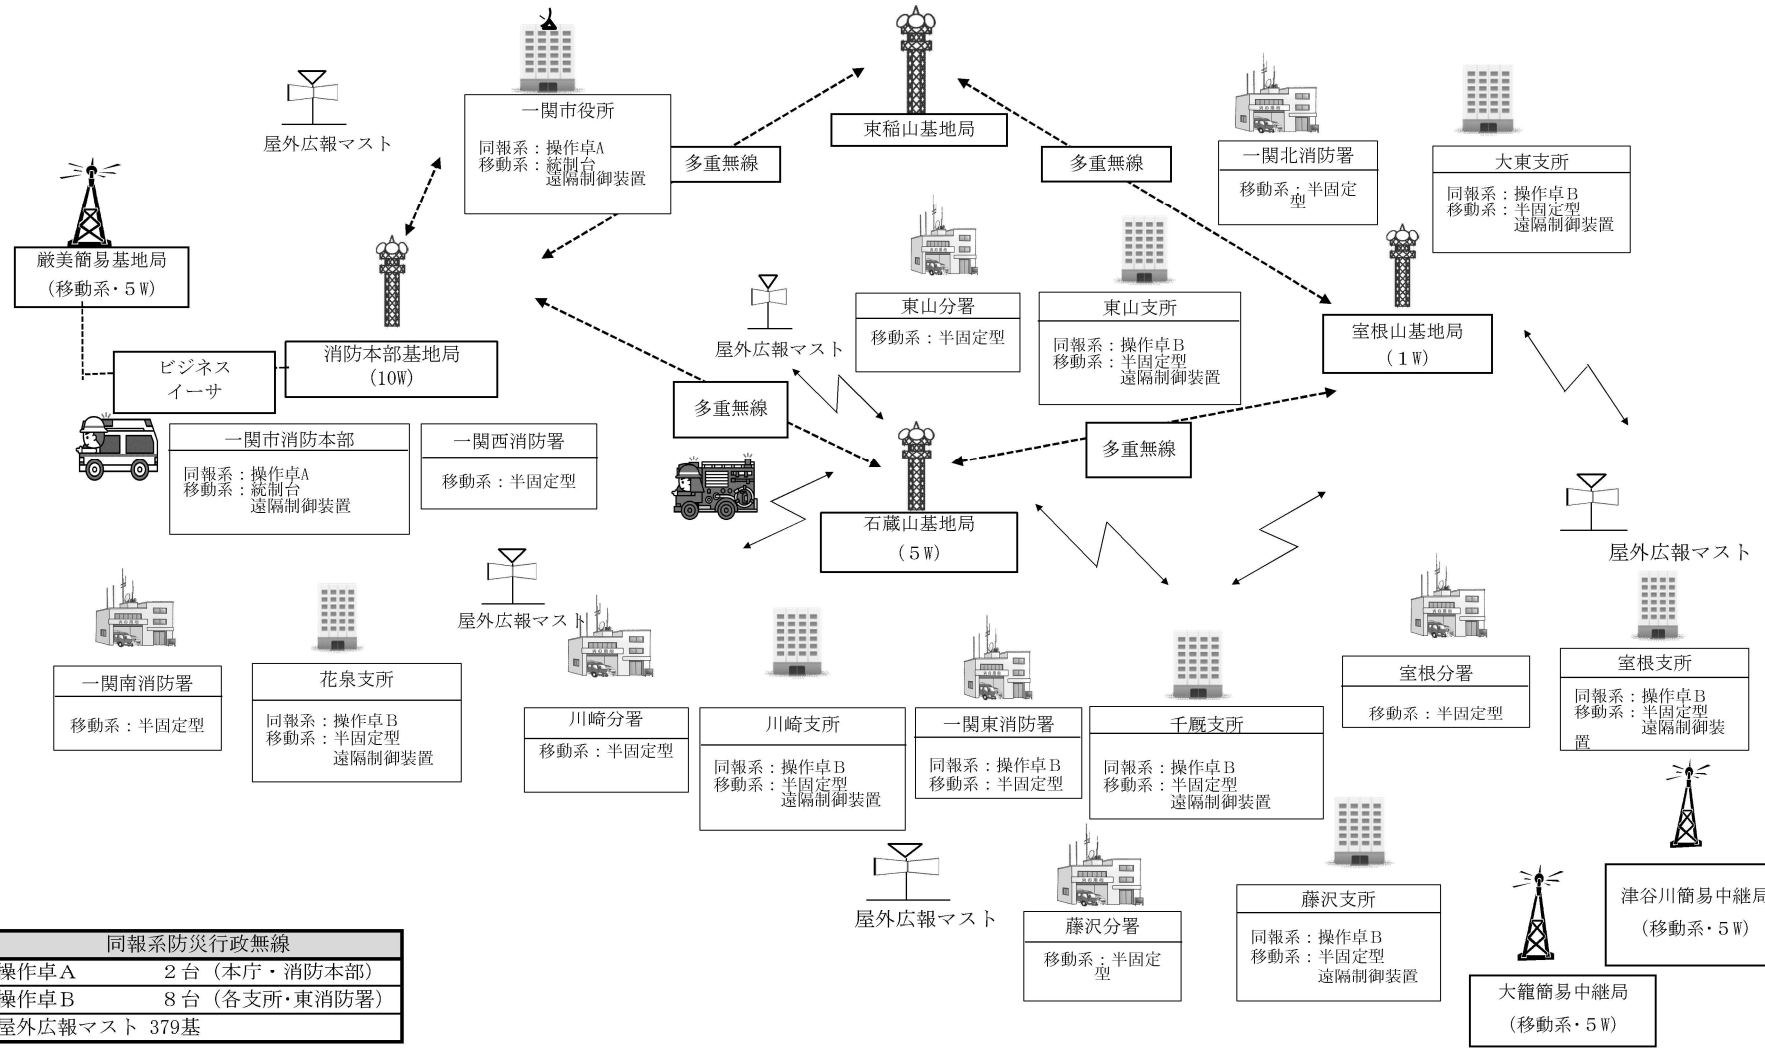 一関市役所
同報系：操作卓A
移動系：統制台
遠隔制御装置
屋外広報マスト
束稲山基地局
多重無線
多重無線
一関北消防署
移動系：半固定
型
大東支所
同報系：操作卓Ｂ
移動系：半固定型
遠隔制御装置
厳美簡易基地局
（移動系・５Ｗ）
ビジネス
イーサ
消防本部基地局
（10W）
屋外広報マスト
東山分署
移動系：半固定型
東山支所
同報系：操作卓Ｂ
移動系：半固定型
遠隔制御装置
室根山基地局
（１Ｗ）
多重無線
多重無線
一関市消防本部
同報系：操作卓A
移動系：統制台
遠隔制御装置
一関西消防署
移動系：半固定型
石蔵山基地局
（５Ｗ）
屋外広報マスト
屋外広報マスト
一関南消防署
移動系：半固定型
花泉支所
同報系：操作卓Ｂ
移動系：半固定型
遠隔制御装置
川崎分署
移動系：半固定型
川崎支所
同報系：操作卓Ｂ
移動系：半固定型
遠隔制御装置
一関東消防署
同報系：操作卓Ｂ
移動系：半固定型
千厩支所
同報系：操作卓Ｂ
移動系：半固定型
遠隔制御装置
室根分署
移動系：半固定型
室根支所
同報系：操作卓Ｂ
移動系：半固定型
遠隔制御装
置
屋外広報マスト
藤沢分署
移動系：半固定
型
藤沢支所
同報系：操作卓Ｂ
移動系：半固定型
遠隔制御装置
津谷川簡易中継局
（移動系・５Ｗ）
大籠簡易中継局
（移動系・５Ｗ）
同報系防災行政無線
操作卓Ａ ２台（本庁・消防本部）
操作卓Ｂ ８台（各支所・東消防署）
屋外広報マスト 379基